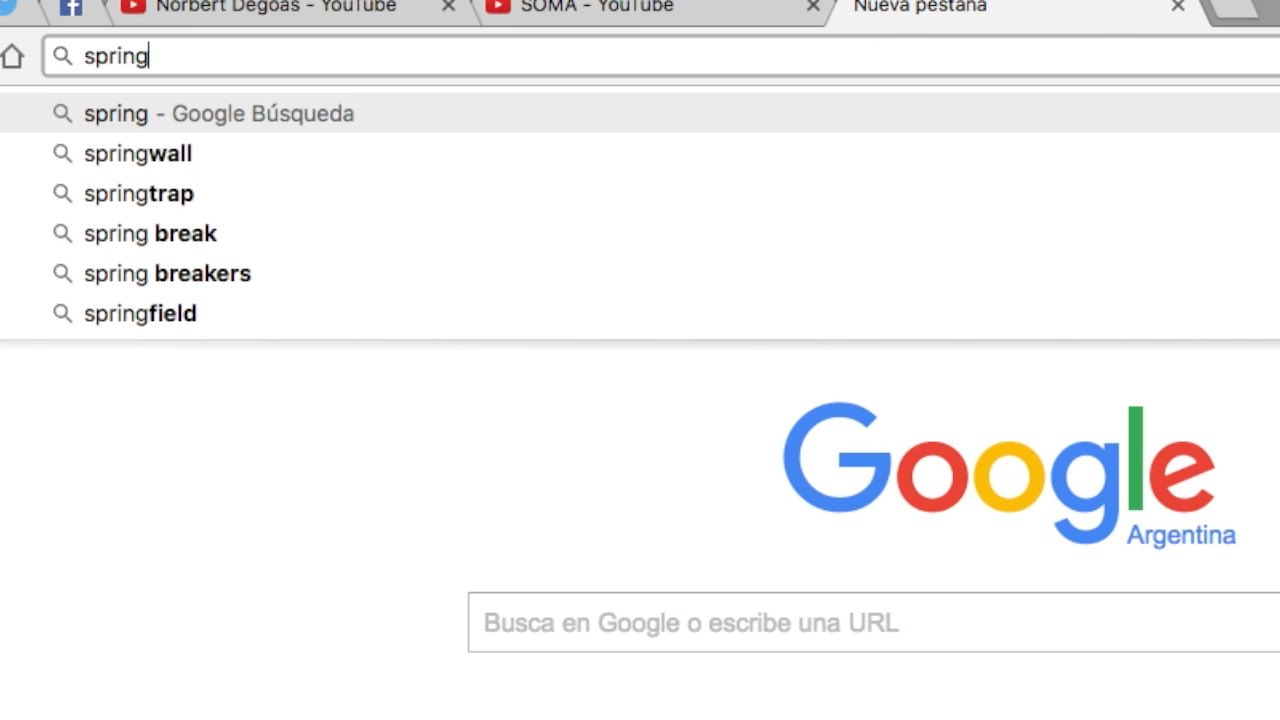 Norbert Degoas - YouTube
SOMA - YouTube
Nueva pestaña
spring
spring - Google Búsqueda
springwall
springtrap
spring break
spring breakers
springfield
Google
Argentina
Busca en Google o escribe una URL